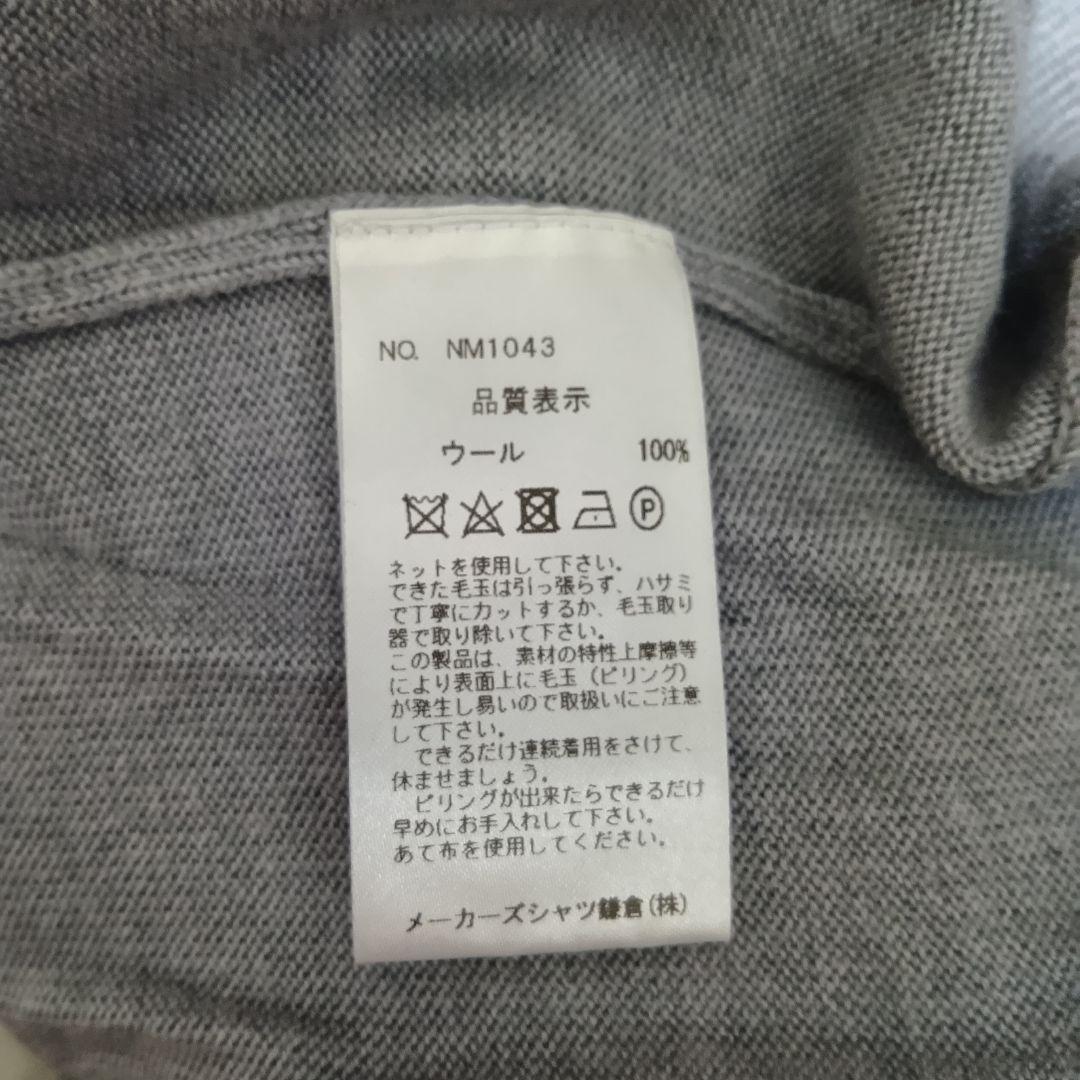 NO. NM1043
品質表示
ウール 100%
P
ネットを使用して下さい。
できた毛玉は引っ張らず、ハサミ
で丁寧にカットするか、毛玉取り
器で取り除いて下さい。
この製品は、素材の特性上摩擦等
により表面上に毛玉（ピリング）
が発生し易いので取扱いにご注意
して下さい。
できるだけ連続着用をさけて、
休ませましょう。
ピリングが出来たらできるだけ
早めにお手入れして下さい。
あて布を使用してください。
メーカーズシャツ鎌倉(株)